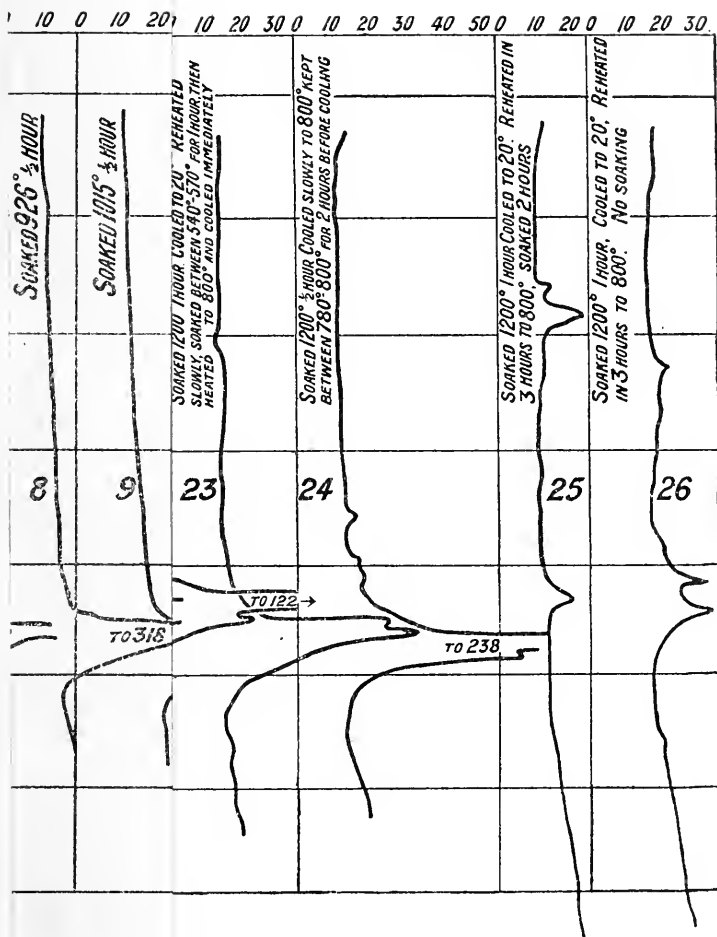 10 0 10 20 10 20 30 0 10 20 30 40 50 0 10 20 0 10 20 30
SOAKED 926° ½ HOUR
SOAKED 1015° ½ HOUR
SOAKED 1200° 1 HOUR. COOLED TO 20° REHEATED
SLOWLY, SOAKED BETWEEN 540°-570° FOR 1 HOUR, THEN
HEATED TO 800° AND COOLED IMMEDIATELY
SOAKED 1200° ½ HOUR COOLED SLOWLY TO 800° KEPT
BETWEEN 780°-800° FOR 2 HOURS BEFORE COOLING
SOAKED 1200° 1 HOUR COOLED TO 20°. REHEATED IN
3 HOURS TO 800°, SOAKED 2 HOURS
SOAKED 1200° 1 HOUR, COOLED TO 20°, REHEATED
IN 3 HOURS TO 800°. NO SOAKING
8 9 23 24 25 26
TO 122 →
TO 318
TO 238